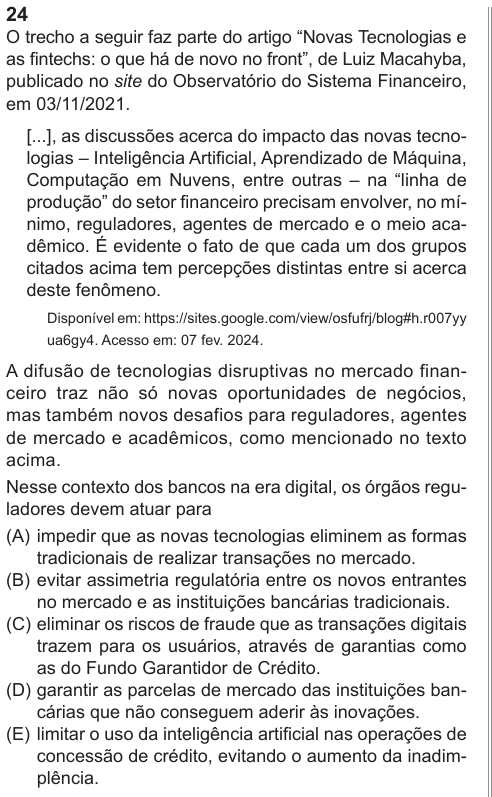 24
O trecho a seguir faz parte do artigo “Novas Tecnologias e
as fintechs: o que há de novo no front”, de Luiz Macahyba,
publicado no site do Observatório do Sistema Financeiro,
em 03/11/2021.
[...], as discussões acerca do impacto das novas tecno-
logias – Inteligência Artificial, Aprendizado de Máquina,
Computação em Nuvens, entre outras – na “linha de
produção” do setor financeiro precisam envolver, no mí-
nimo, reguladores, agentes de mercado e o meio aca-
dêmico. É evidente o fato de que cada um dos grupos
citados acima tem percepções distintas entre si acerca
deste fenômeno.
Disponível em: https://sites.google.com/view/osfufrj/blog#h.r007yy
ua6gy4. Acesso em: 07 fev. 2024.
A difusão de tecnologias disruptivas no mercado finan-
ceiro traz não só novas oportunidades de negócios,
mas também novos desafios para reguladores, agentes
de mercado e acadêmicos, como mencionado no texto
acima.
Nesse contexto dos bancos na era digital, os órgãos regu-
ladores devem atuar para
(A) impedir que as novas tecnologias eliminem as formas
tradicionais de realizar transações no mercado.
(B) evitar assimetria regulatória entre os novos entrantes
no mercado e as instituições bancárias tradicionais.
(C) eliminar os riscos de fraude que as transações digitais
trazem para os usuários, através de garantias como
as do Fundo Garantidor de Crédito.
(D) garantir as parcelas de mercado das instituições ban-
cárias que não conseguem aderir às inovações.
(E) limitar o uso da inteligência artificial nas operações de
concessão de crédito, evitando o aumento da inadim-
plência.